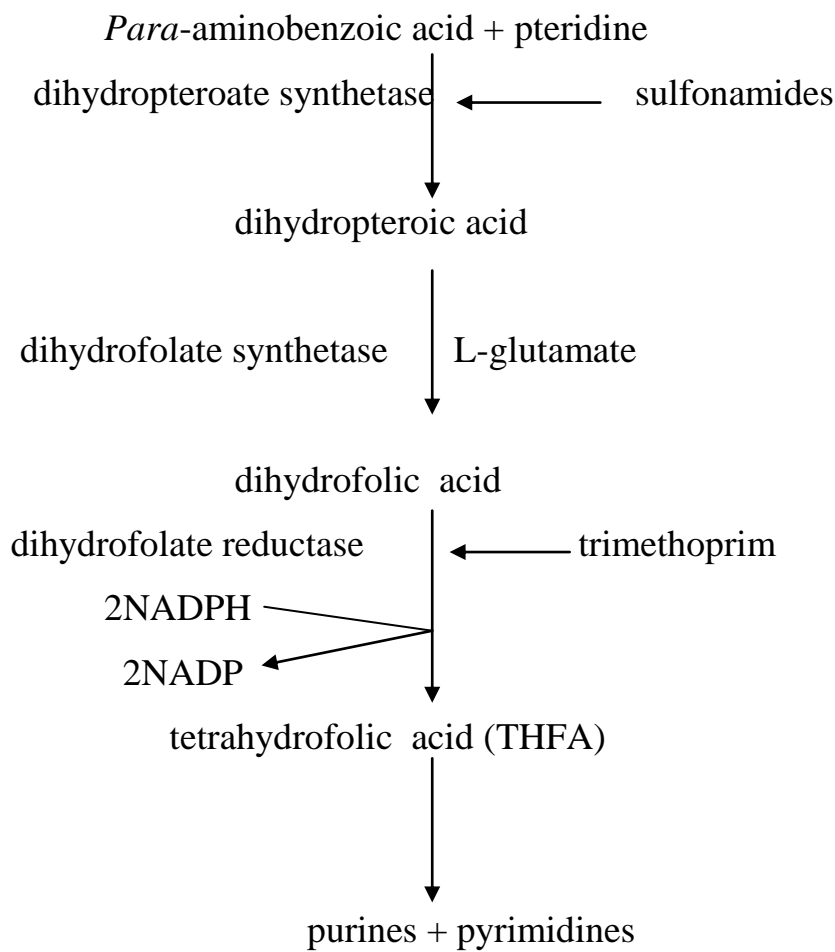 Para-aminobenzoic acid + pteridine
dihydropteroate synthetase sulfonamides
dihydropteroic acid
dihydrofolate synthetase L-glutamate
dihydrofolic acid
dihydrofolate reductase trimethoprim
2NADPH
2NADP
tetrahydrofolic acid (THFA)
purines + pyrimidines